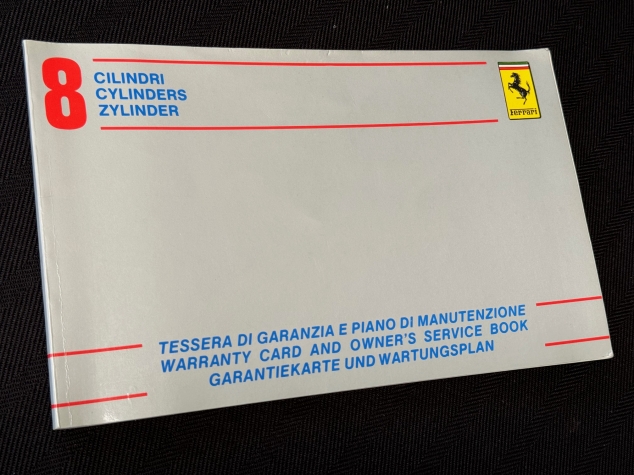 8
CILINDRI
CYLINDERS
ZYLINDER
Ferrari
TESSERA DI GARANZIA E PIANO DI MANUTENZIONE
WARRANTY CARD AND OWNER'S SERVICE BOOK
GARANTIEKARTE UND WARTUNGSPLAN